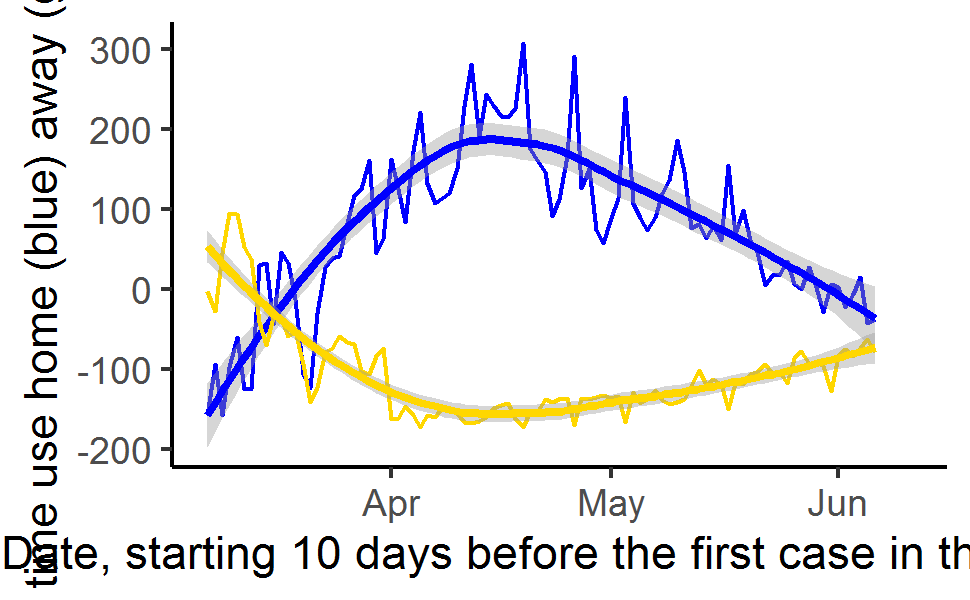 time use home (blue) away (
300
200
100
0
-100
-200
Apr May Jun
Date, starting 10 days before the first case in th